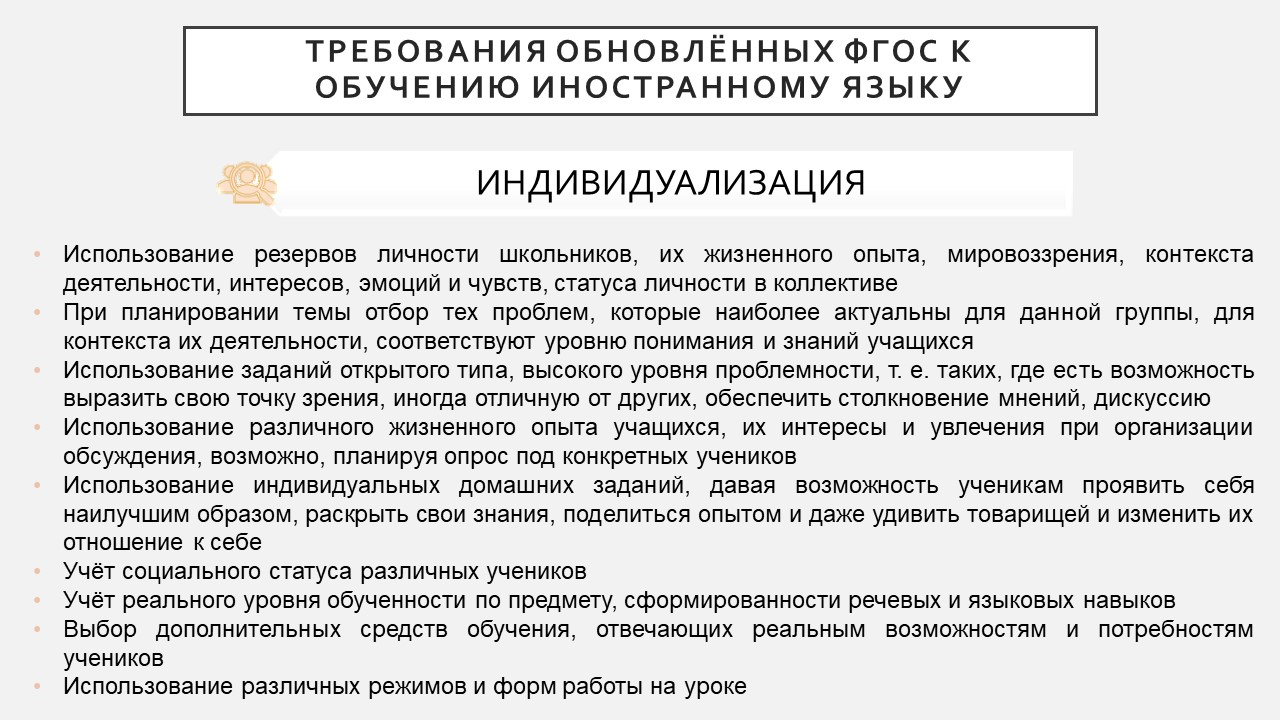 ТРЕБОВАНИЯ ОБНОВЛЁННЫХ ФГОС К
ОБУЧЕНИЮ ИНОСТРАННОМУ ЯЗЫКУ
ИНДИВИДУАЛИЗАЦИЯ
• Использование резервов личности школьников, их жизненного опыта, мировоззрения, контекста
деятельности, интересов, эмоций и чувств, статуса личности в коллективе
• При планировании темы отбор тех проблем, которые наиболее актуальны для данной группы, для
контекста их деятельности, соответствуют уровню понимания и знаний учащихся
• Использование заданий открытого типа, высокого уровня проблемности, т. е. таких, где есть возможность
выразить свою точку зрения, иногда отличную от других, обеспечить столкновение мнений, дискуссию
• Использование различного жизненного опыта учащихся, их интересы и увлечения при организации
обсуждения, возможно, планируя опрос под конкретных учеников
• Использование индивидуальных домашних заданий, давая возможность ученикам проявить себя
наилучшим образом, раскрыть свои знания, поделиться опытом и даже удивить товарищей и изменить их
отношение к себе
• Учёт социального статуса различных учеников
• Учёт реального уровня обученности по предмету, сформированности речевых и языковых навыков
• Выбор дополнительных средств обучения, отвечающих реальным возможностям и потребностям
учеников
• Использование различных режимов и форм работы на уроке